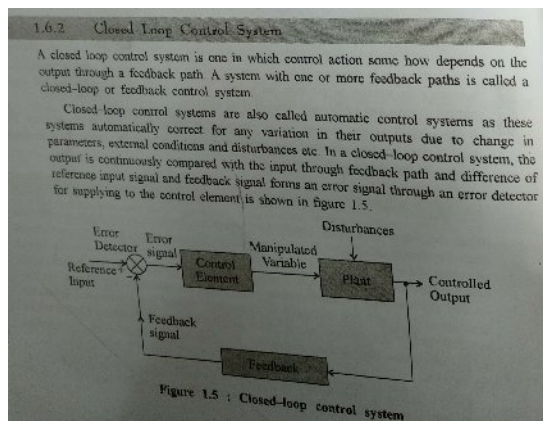 1.6.2 Closed Loop Control System
A closed loop control system is one in which control action some how depends on the
output through a feedback path A system with one or more feedback paths is called a
closed-loop or feedback control system
Closed-loop control systems are also called automatic control systems as these
systems automatically correct for any variation in their outputs due to change in
parameters, external conditions and disturbances etc. In a closed-loop control system, the
output is continuously compared with the input through feedback path and difference of
reference input signal and feedback signal forms an error signal through an error detector
for supplying to the control element is shown in figure 1.5.
Disturbances
Error
Detector
Error
signal
Manipulated
Variable
Reference
Input
+
−
Control
Element
Plant
Controlled
Output
Feedback
signal
Feedback
Figure 1.5 : Closed-loop control system